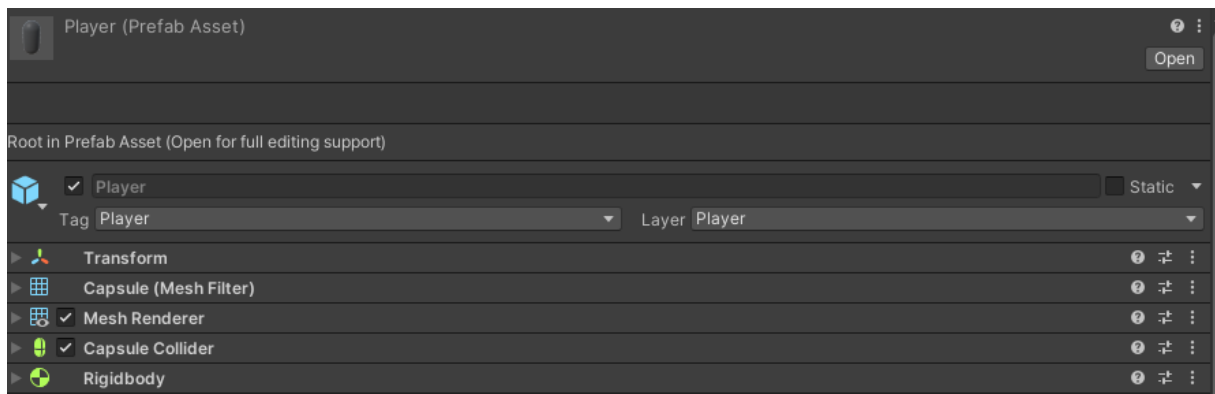 Player (Prefab Asset)
Open
Root in Prefab Asset (Open for full editing support)
Player Static
Tag Player Layer Player
Transform
Capsule (Mesh Filter)
Mesh Renderer
Capsule Collider
Rigidbody